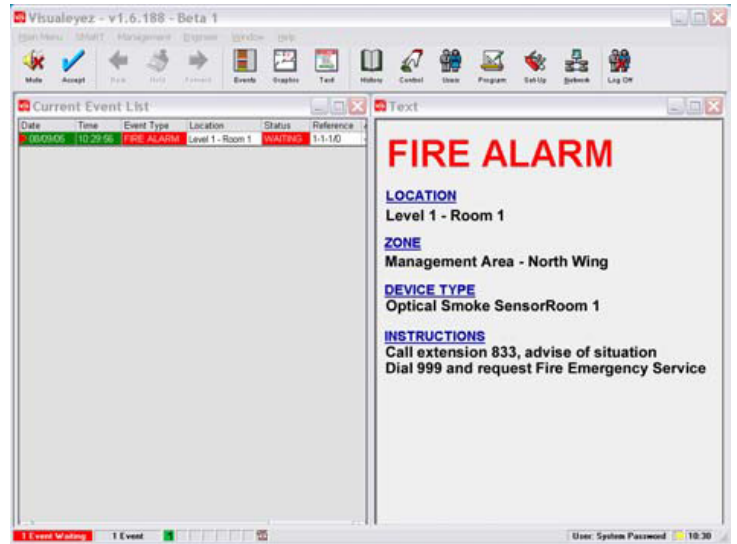 Visualeyez - v1.6.188 - Beta 1
Main Menu SMaRT Management Engineer Window Help
Mute Accept Back Hold Forward Events Graphics Text History Control Users Program Set-Up Network Log Off
Current Event List
Date Time Event Type Location Status Reference
08/09/05 10:29:56 FIRE ALARM Level 1 - Room 1 WAITING 1-1-1/0
Text
FIRE ALARM
LOCATION
Level 1 - Room 1
ZONE
Management Area - North Wing
DEVICE TYPE
Optical Smoke SensorRoom 1
INSTRUCTIONS
Call extension 833, advise of situation
Dial 999 and request Fire Emergency Service
1 Event Waiting 1 Event User: System Password 10:30